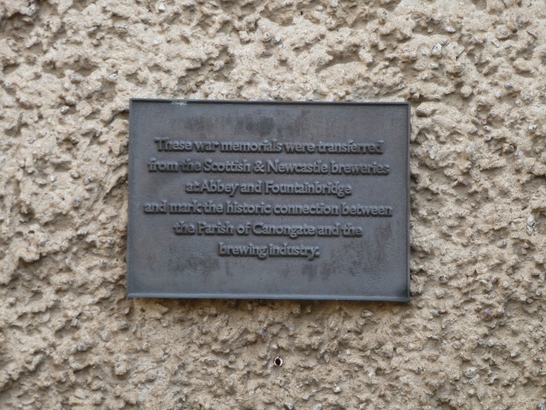 These war memorials were transferred
from the Scottish & Newcastle breweries
at Abbey and Fountainbridge
and mark the historic connection between
the Parish of Canongate and the
brewing industry.